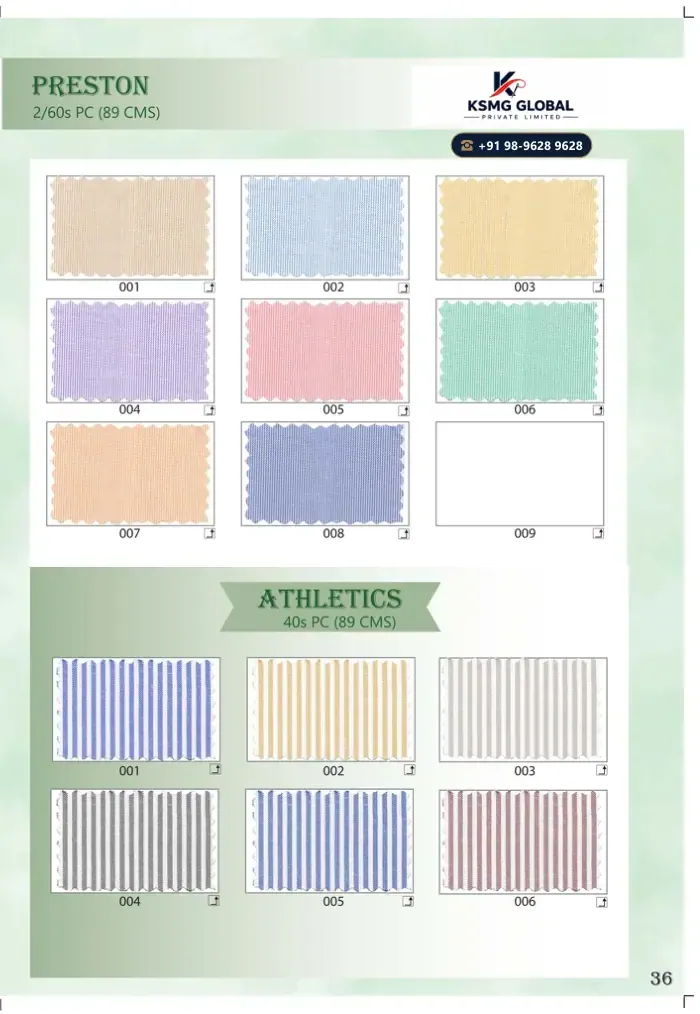 PRESTON
2/60s PC (89 CMS)
KSMG GLOBAL
PRIVATE LIMITED
+91 98-9628 9628
001
002
003
004
005
006
007
008
009
ATHLETICS
40s PC (89 CMS)
001
002
003
004
005
006
36